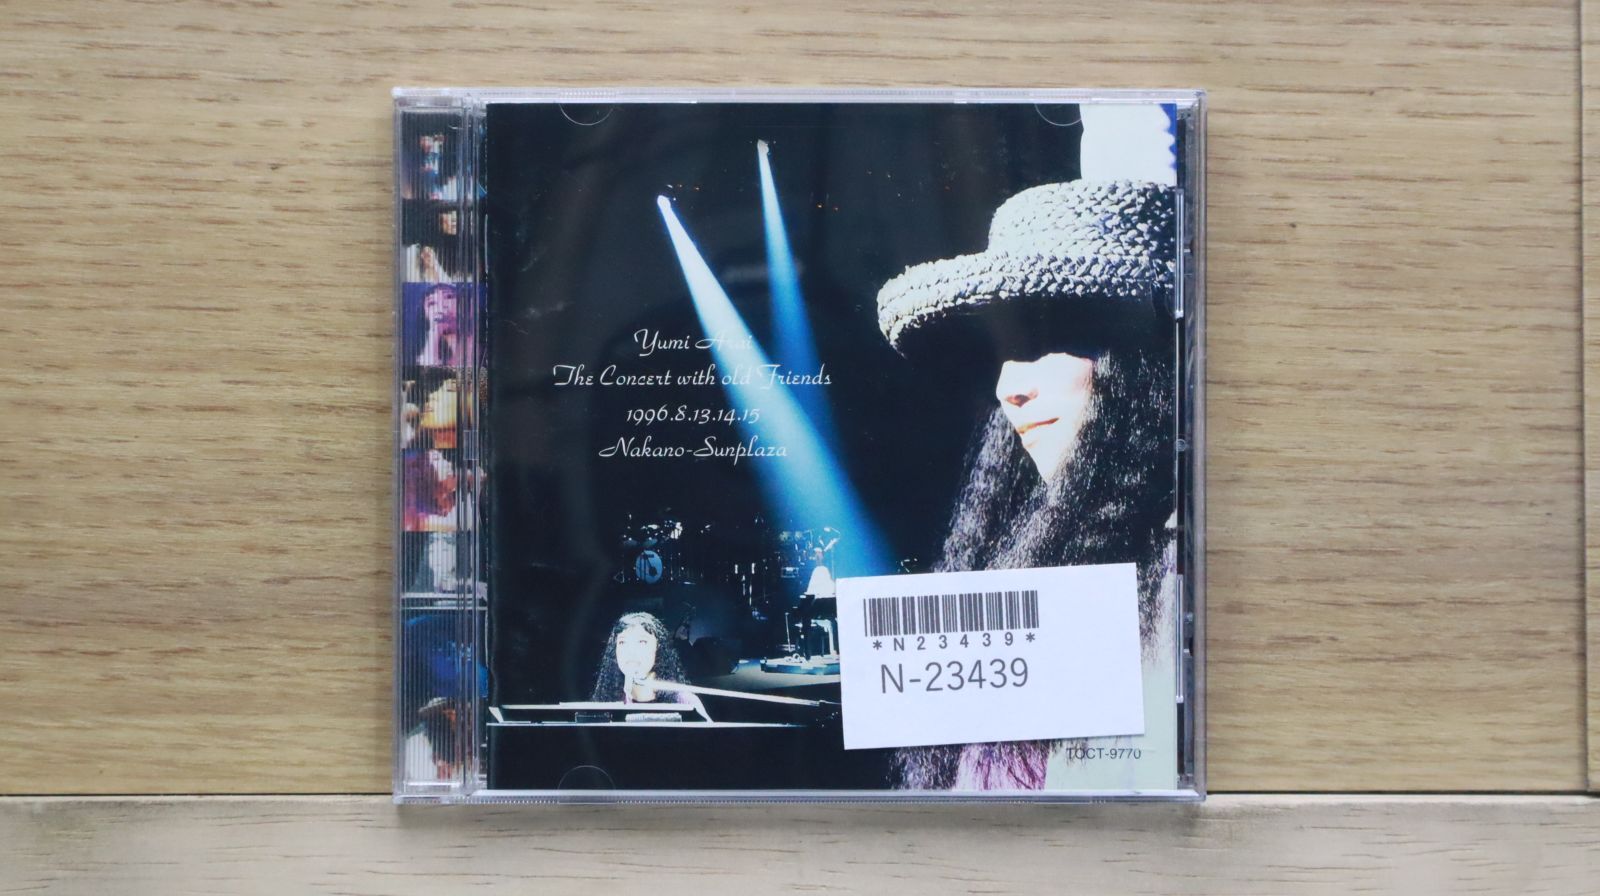 Yumi Arai
The Concert with old Friends
1996.8.13.14.15
Nakano-Sunplaza
*N23439*
N-23439
TOCT-9770